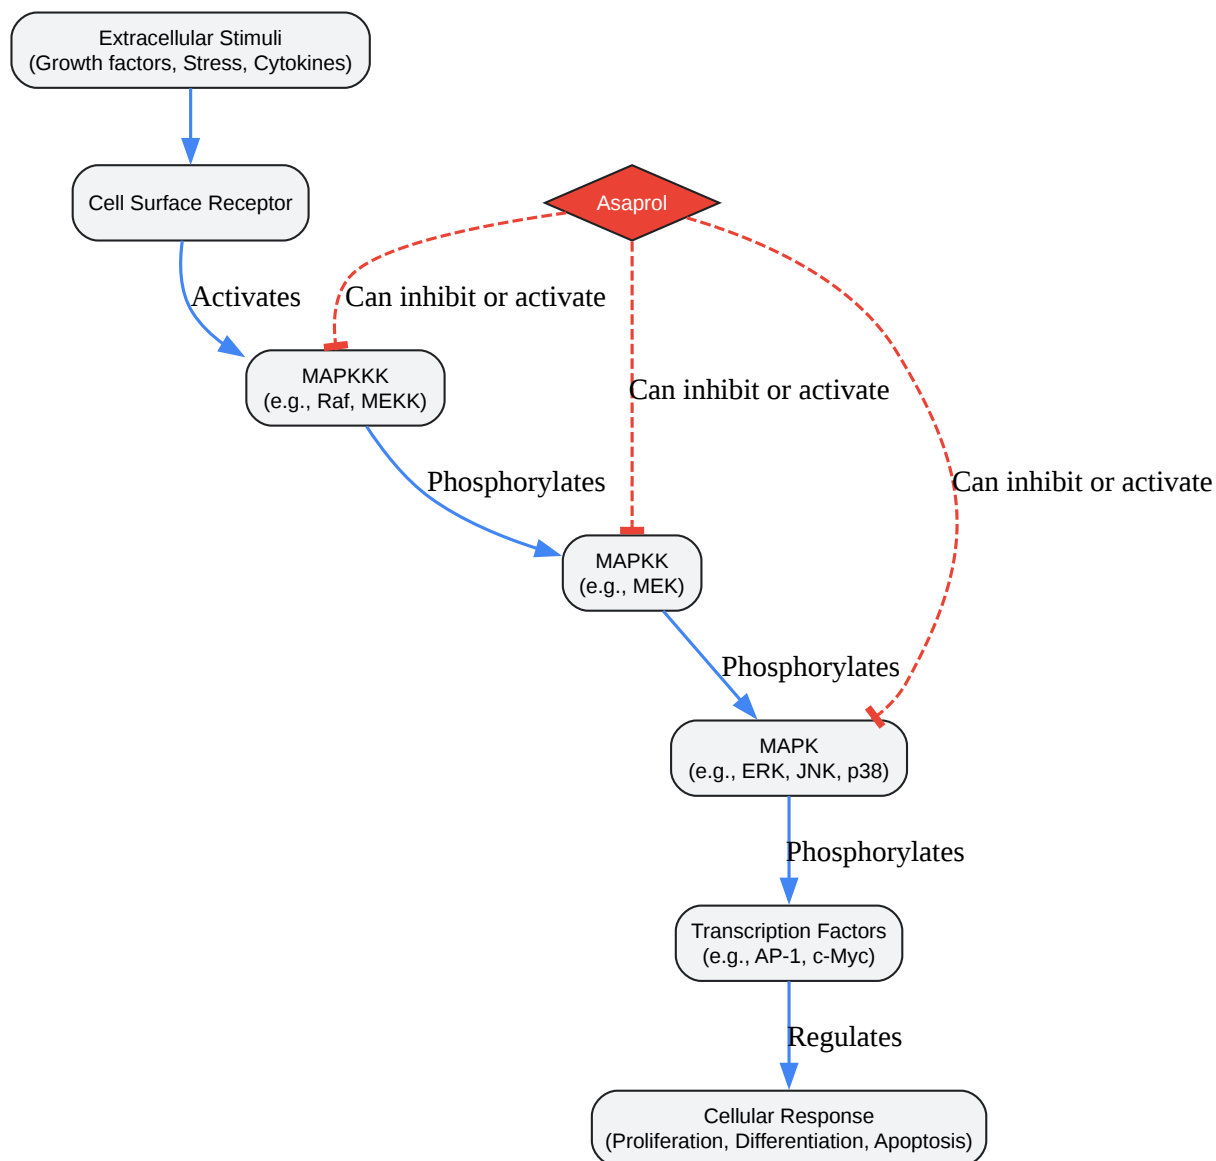 Extracellular Stimuli
(Growth factors, Stress, Cytokines)
Cell Surface Receptor
Asaprol
Activates
Can inhibit or activate
MAPKKK
(e.g., Raf, MEKK)
Can inhibit or activate
Phosphorylates
Can inhibit or activate
MAPKK
(e.g., MEK)
Phosphorylates
MAPK
(e.g., ERK, JNK, p38)
Phosphorylates
Transcription Factors
(e.g., AP-1, c-Myc)
Regulates
Cellular Response
(Proliferation, Differentiation, Apoptosis)